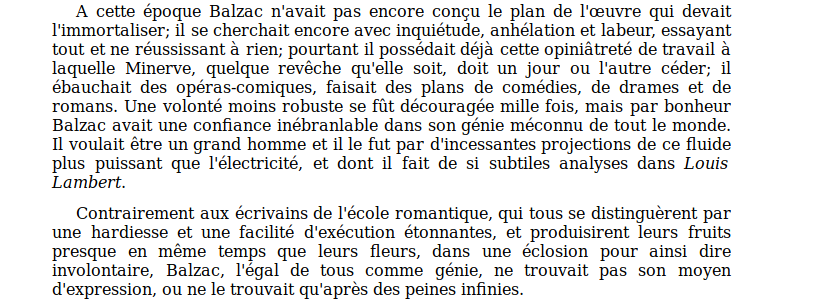 A cette époque Balzac n'avait pas encore conçu le plan de l'œuvre qui devait
l'immortaliser; il se cherchait encore avec inquiétude, anhélation et labeur, essayant
tout et ne réussissant à rien; pourtant il possédait déjà cette opiniâtreté de travail à
laquelle Minerve, quelque revêche qu'elle soit, doit un jour ou l'autre céder; il
ébauchait des opéras-comiques, faisait des plans de comédies, de drames et de
romans. Une volonté moins robuste se fût découragée mille fois, mais par bonheur
Balzac avait une confiance inébranlable dans son génie méconnu de tout le monde.
Il voulait être un grand homme et il le fut par d'incessantes projections de ce fluide
plus puissant que l'électricité, et dont il fait de si subtiles analyses dans Louis
Lambert.
Contrairement aux écrivains de l'école romantique, qui tous se distinguèrent par
une hardiesse et une facilité d'exécution étonnantes, et produisirent leurs fruits
presque en même temps que leurs fleurs, dans une éclosion pour ainsi dire
involontaire, Balzac, l'égal de tous comme génie, ne trouvait pas son moyen
d'expression, ou ne le trouvait qu'après des peines infinies.